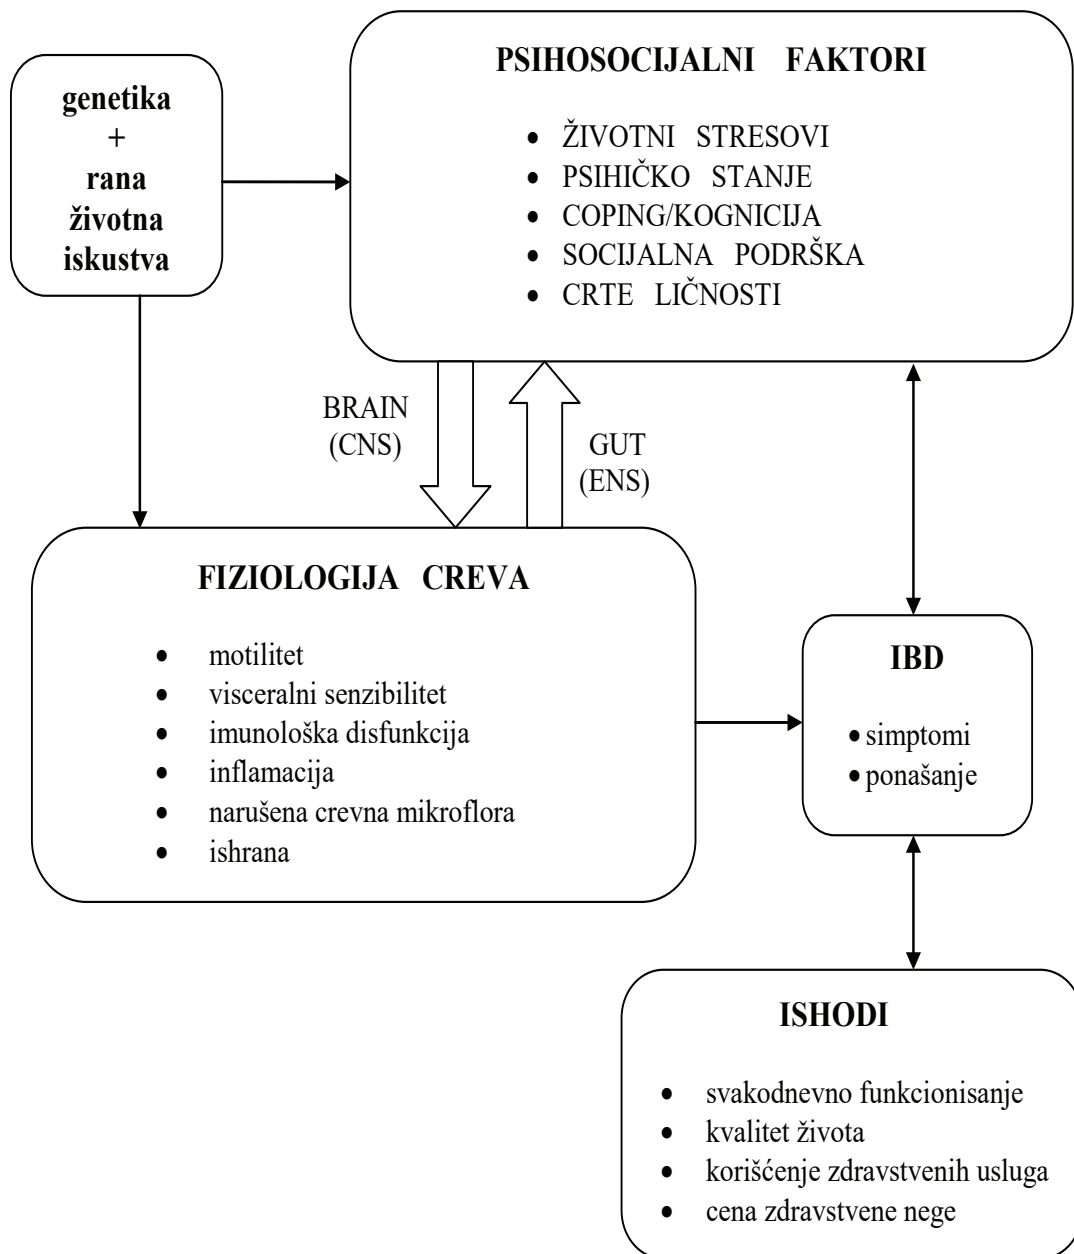 genetika
+
rana
životna
iskustva
PSIHOSOCIJALNI FAKTORI
• ŽIVOTNI STRESOVI
• PSIHIČKO STANJE
• COPING/KOGNICIJA
• SOCIJALNA PODRŠKA
• CRTE LIČNOSTI
BRAIN
(CNS)
GUT
(ENS)
FIZIOLOGIJA CREVA
• motilitet
• visceralni senzibilitet
• imunološka disfunkcija
• inflamacija
• narušena crevna mikroflora
• ishrana
IBD
• simptomi
• ponašanje
ISHODI
• svakodnevno funkcionisanje
• kvalitet života
• korišćenje zdravstvenih usluga
• cena zdravstvene nege